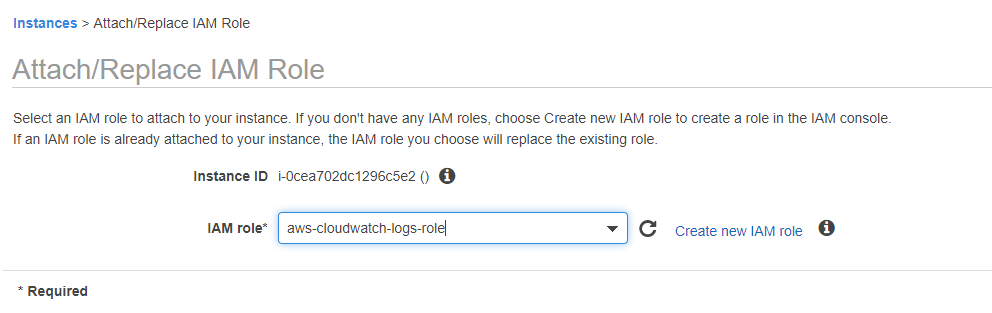 Instances > Attach/Replace IAM Role
Attach/Replace IAM Role
Select an IAM role to attach to your instance. If you don't have any IAM roles, choose Create new IAM role to create a role in the IAM console.
If an IAM role is already attached to your instance, the IAM role you choose will replace the existing role.
Instance ID i-0cea702dc1296c5e2 ()
IAM role* aws-cloudwatch-logs-role Create new IAM role
* Required